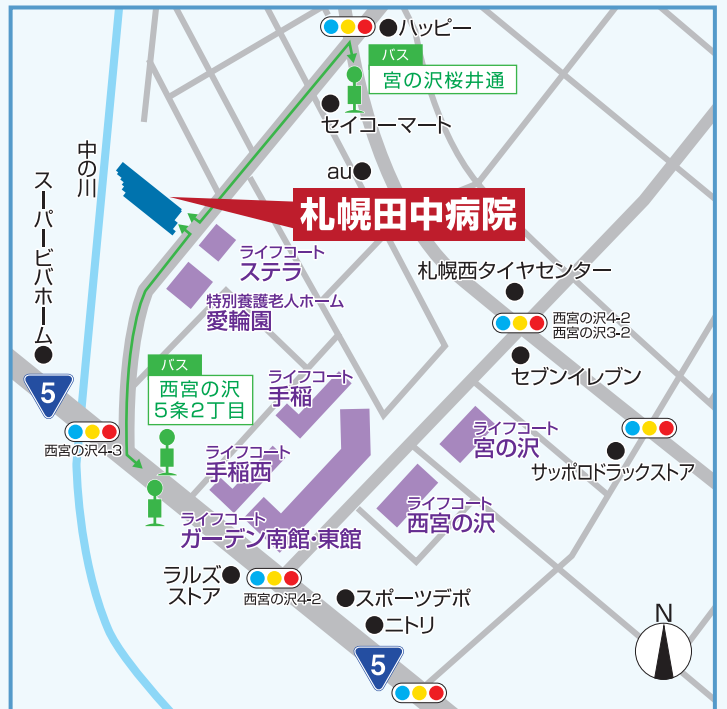 ハッピー
バス
宮の沢桜井通
セイコーマート
au
中の川
スーパービバホーム
札幌田中病院
ライフコート
ステラ
特別養護老人ホーム
愛輪園
札幌西タイヤセンター
西宮の沢4-2
西宮の沢3-2
セブンイレブン
5
バス
西宮の沢
5条2丁目
ライフコート
手稲
西宮の沢4-3
ライフコート
手稲西
ライフコート
宮の沢
サッポロドラックストア
ライフコート
西宮の沢
ライフコート
ガーデン南館・東館
ラルズ
ストア
西宮の沢4-2
スポーツデポ
ニトリ
5
N